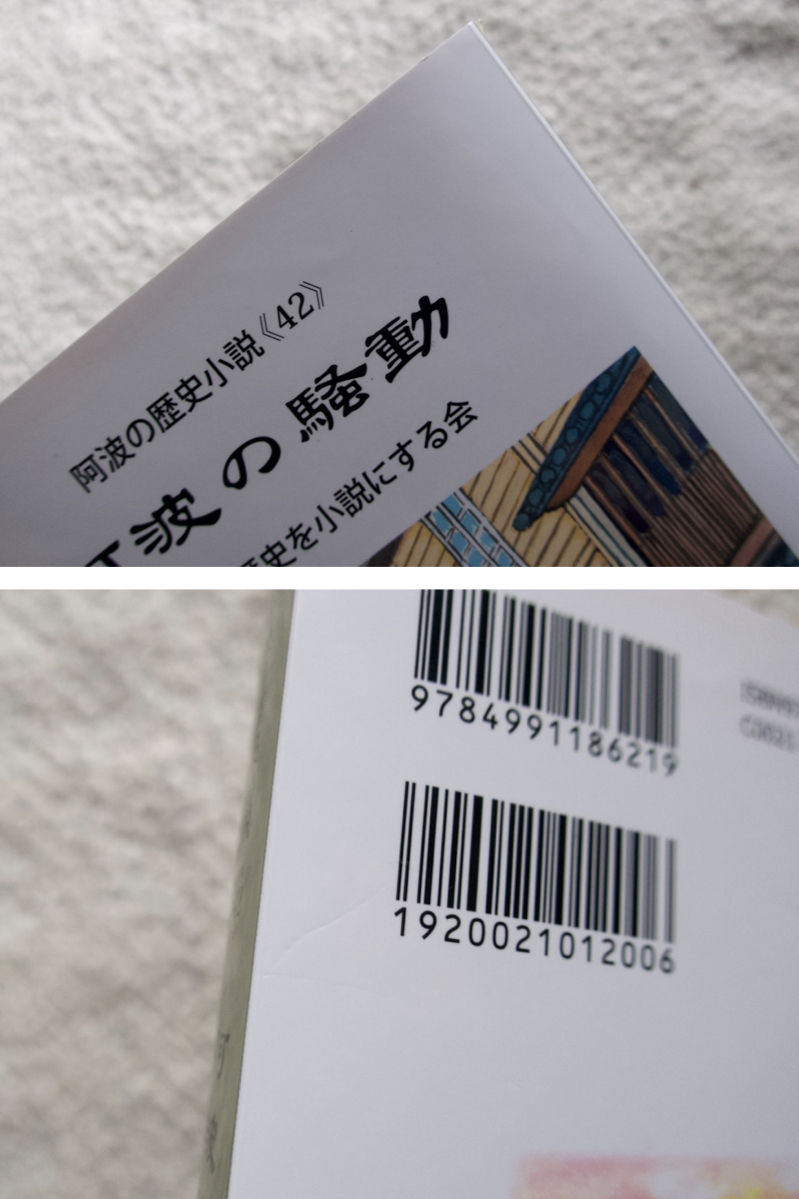 阿波の歴史小説《42》
波の騒動
史を小説にする会
9784991186219
1920021012006